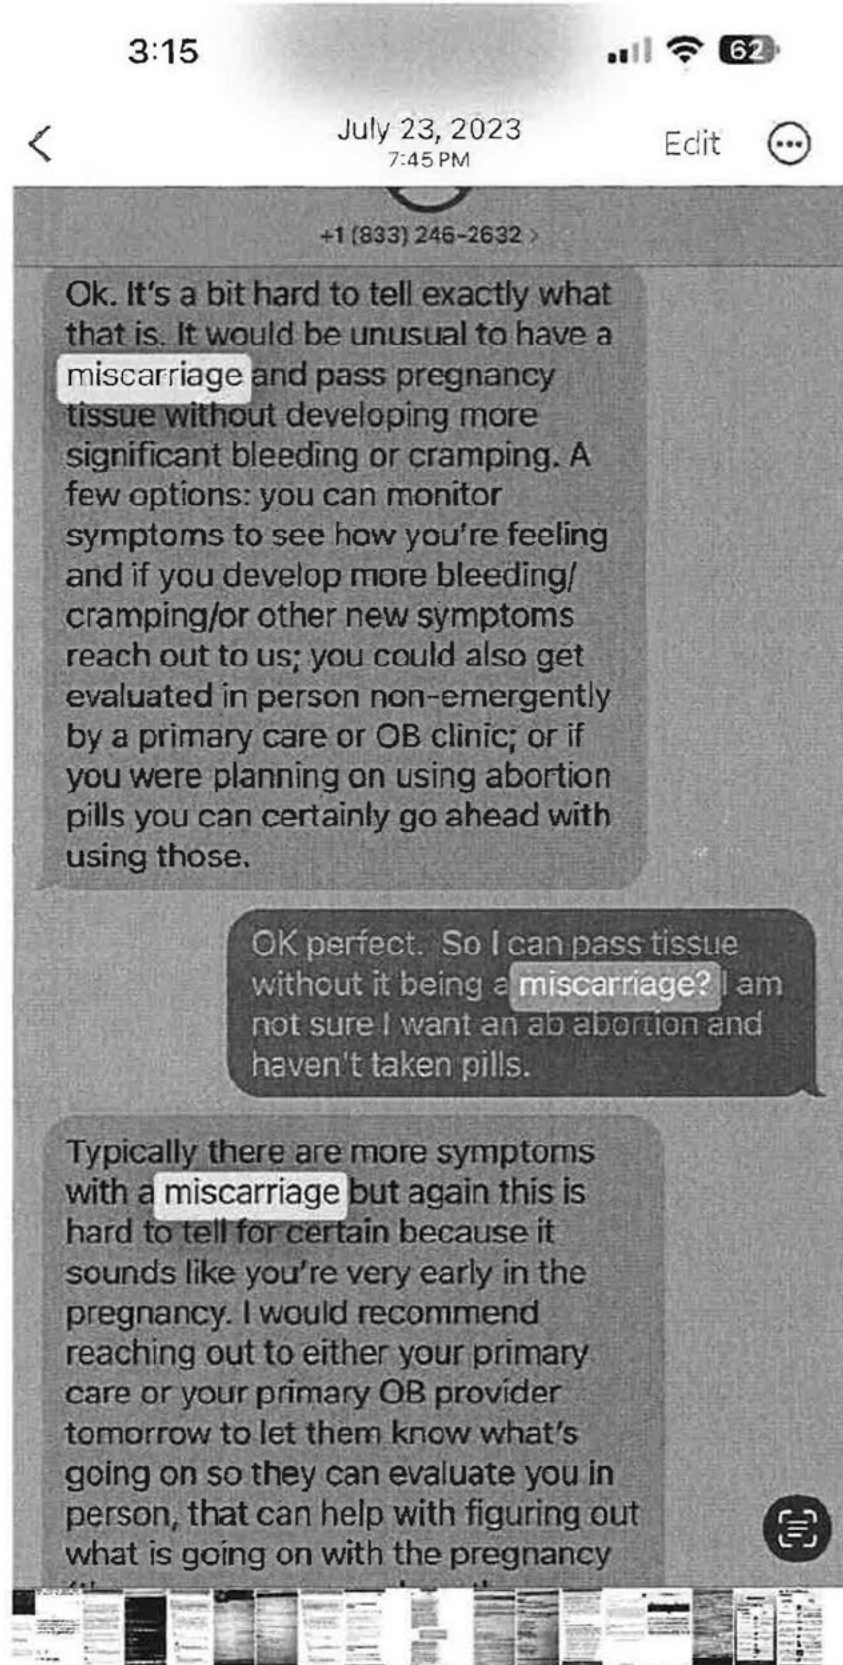 3:15
62
July 23, 2023
7:45 PM
Edit
+1 (833) 246-2632 >
Ok. It's a bit hard to tell exactly what
that is. It would be unusual to have a
miscarriage and pass pregnancy
tissue without developing more
significant bleeding or cramping. A
few options: you can monitor
symptoms to see how you're feeling
and if you develop more bleeding/
cramping/or other new symptoms
reach out to us; you could also get
evaluated in person non-emergently
by a primary care or OB clinic; or if
you were planning on using abortion
pills you can certainly go ahead with
using those.
OK perfect.  So I can pass tissue
without it being a miscarriage? I am
not sure I want an ab abortion and
haven't taken pills.
Typically there are more symptoms
with a miscarriage but again this is
hard to tell for certain because it
sounds like you're very early in the
pregnancy. I would recommend
reaching out to either your primary
care or your primary OB provider
tomorrow to let them know what's
going on so they can evaluate you in
person, that can help with figuring out
what is going on with the pregnancy